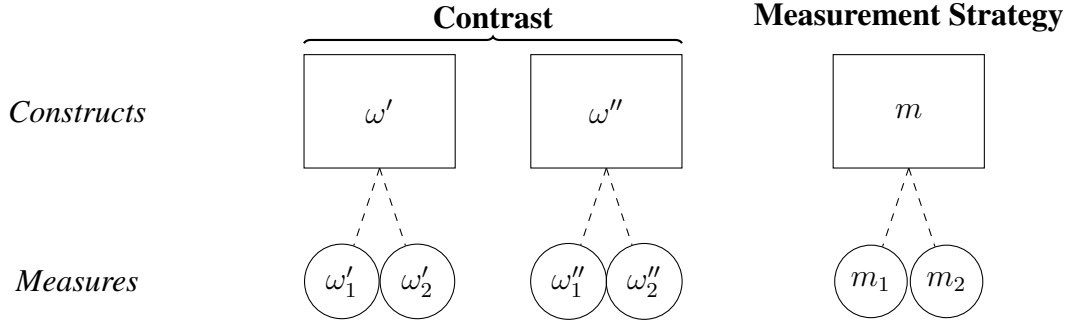 Contrast Measurement Strategy
Constructs ω′ ω′′ m
Measures ω′₁ ω′₂ ω′′₁ ω′′₂ m₁ m₂